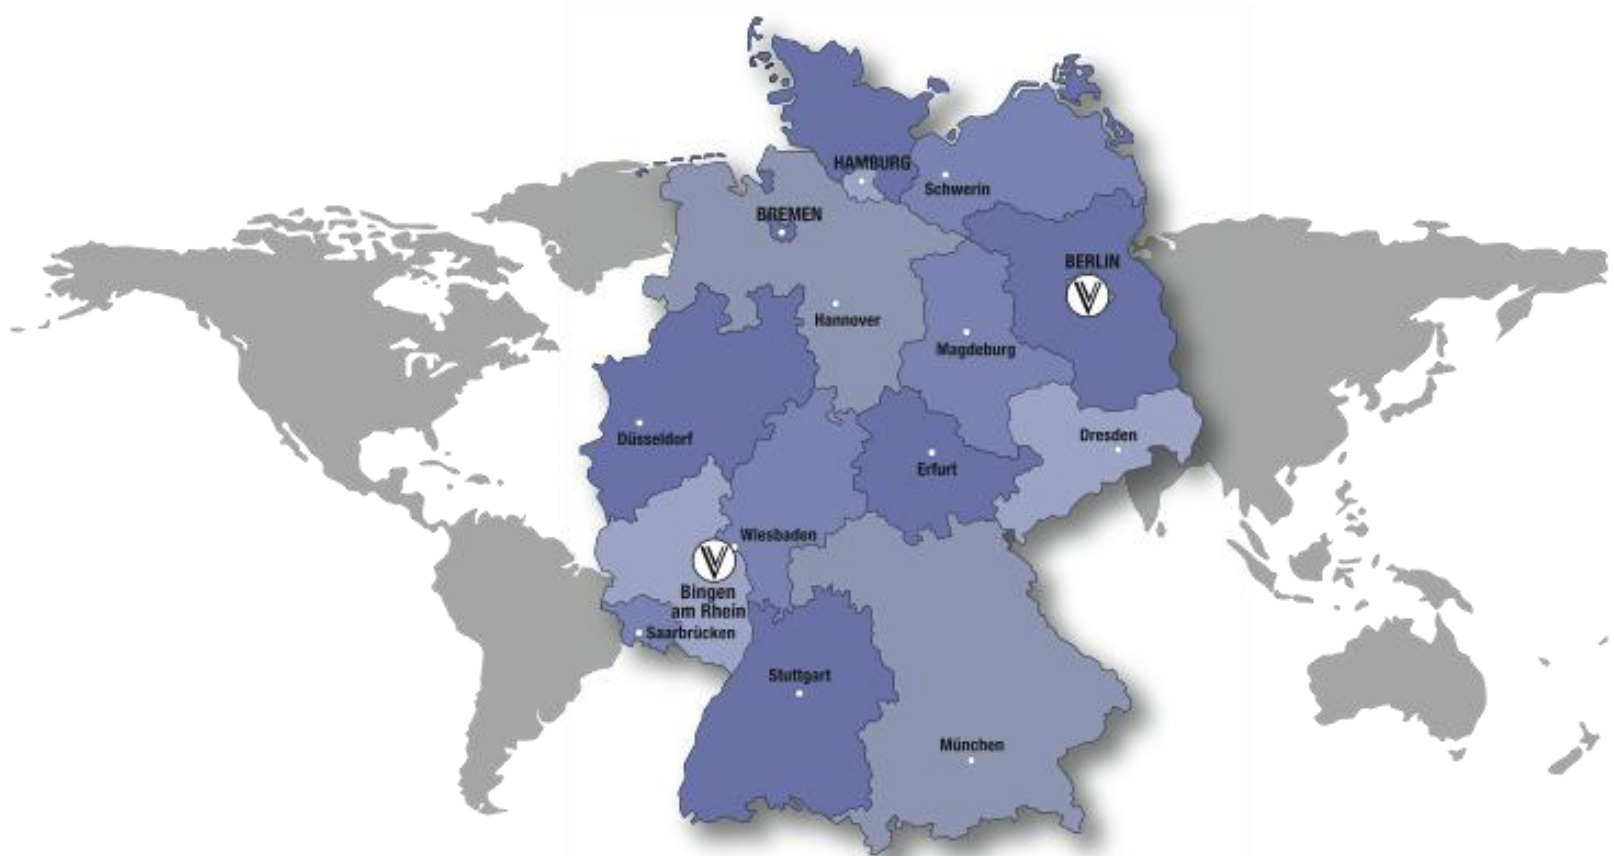 HAMBURG
Schwerin
BREMEN
BERLIN
Hannover
Magdeburg
Düsseldorf
Dresden
Erfurt
Wiesbaden
Bingen
am Rhein
Saarbrücken
Stuttgart
München